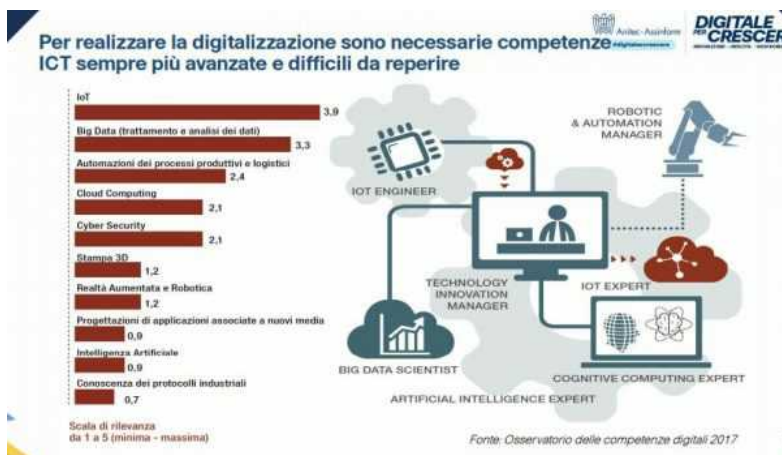 Per realizzare la digitalizzazione sono necessarie competenze
ICT sempre più avanzate e difficili da reperire
Anitec-Assinform
#digitalecrescere
DIGITALE
PER CRESCERE
IoT
3,9
Big Data (trattamento e analisi dei dati)
3,3
Automazioni dei processi produttivi e logistici
2,4
Cloud Computing
2,1
Cyber Security
2,1
Stampa 3D
1,2
Realtà Aumentata e Robotica
1,2
Progettazioni di applicazioni associate a nuovi media
0,9
Intelligenza Artificiale
0,9
Conoscenza dei protocolli industriali
0,7
Scala di rilevanza
da 1 a 5 (minima - massima)
ROBOTIC
& AUTOMATION
MANAGER
IOT ENGINEER
TECHNOLOGY
INNOVATION
MANAGER
IOT EXPERT
BIG DATA SCIENTIST
COGNITIVE COMPUTING EXPERT
ARTIFICIAL INTELLIGENCE EXPERT
Fonte: Osservatorio delle competenze digitali 2017